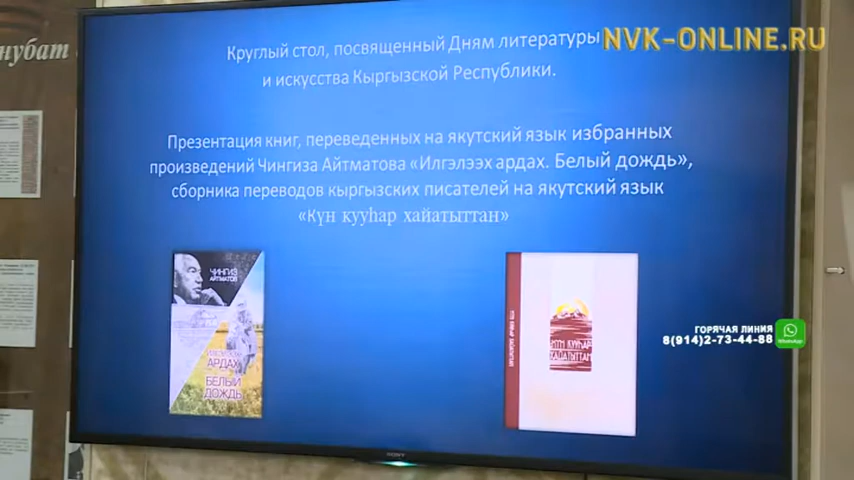 нубат
NVK-ONLINE.RU
Круглый стол, посвященный Дням литературы
и искусства Кыргызской Республики.
Презентация книг, переведенных на якутский язык избранных
произведений Чингиза Айтматова «Илгэлээх ардах. Белый дождь»,
сборника переводов кыргызских писателей на якутский язык
«Күн кууһар хайатыттан»
ЧИНГИЗ
АЙТМАТОВ
АРДАХ
БЕЛЫЙ
ДОЖДЬ
КҮН КУУҺАР
ХАЙАТЫТТАН
ГОРЯЧАЯ ЛИНИЯ
8(914)2-73-44-88
WhatsApp
SONY